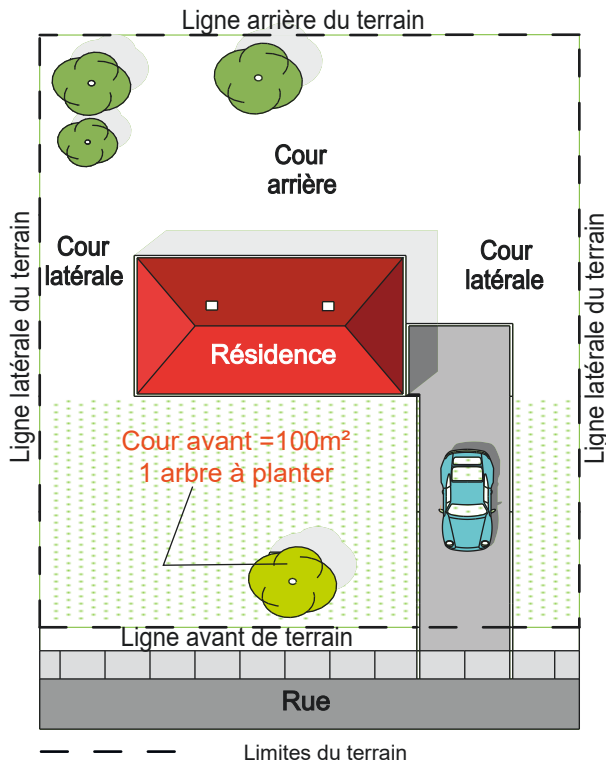 Ligne arrière du terrain
Cour
arrière
Cour
latérale
Cour
latérale
Ligne latérale du terrain
Ligne latérale du terrain
Résidence
Cour avant =100m²
1 arbre à planter
Ligne avant de terrain
Rue
Limites du terrain